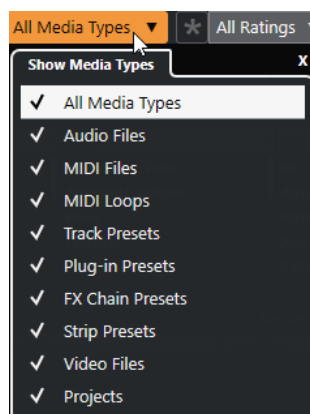 All Media Types All Ratings
Show Media Types X
All Media Types
Audio Files
MIDI Files
MIDI Loops
Track Presets
Plug-in Presets
FX Chain Presets
Strip Presets
Video Files
Projects